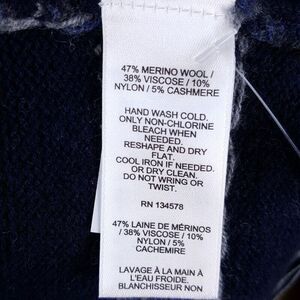 47% MERINO WOOL /
38% VISCOSE / 10%
NYLON / 5% CASHMERE
HAND WASH COLD.
ONLY NON-CHLORINE
BLEACH WHEN
NEEDED.
RESHAPE AND DRY
FLAT.
COOL IRON IF NEEDED.
OR DRY CLEAN.
DO NOT WRING OR
TWIST.
RN 134578
47% LAINE DE MÉRINOS
/ 38% VISCOSE / 10%
NYLON / 5%
CACHEMIRE
LAVAGE À LA MAIN À
L'EAU FROIDE.
BLANCHISSEUR NON